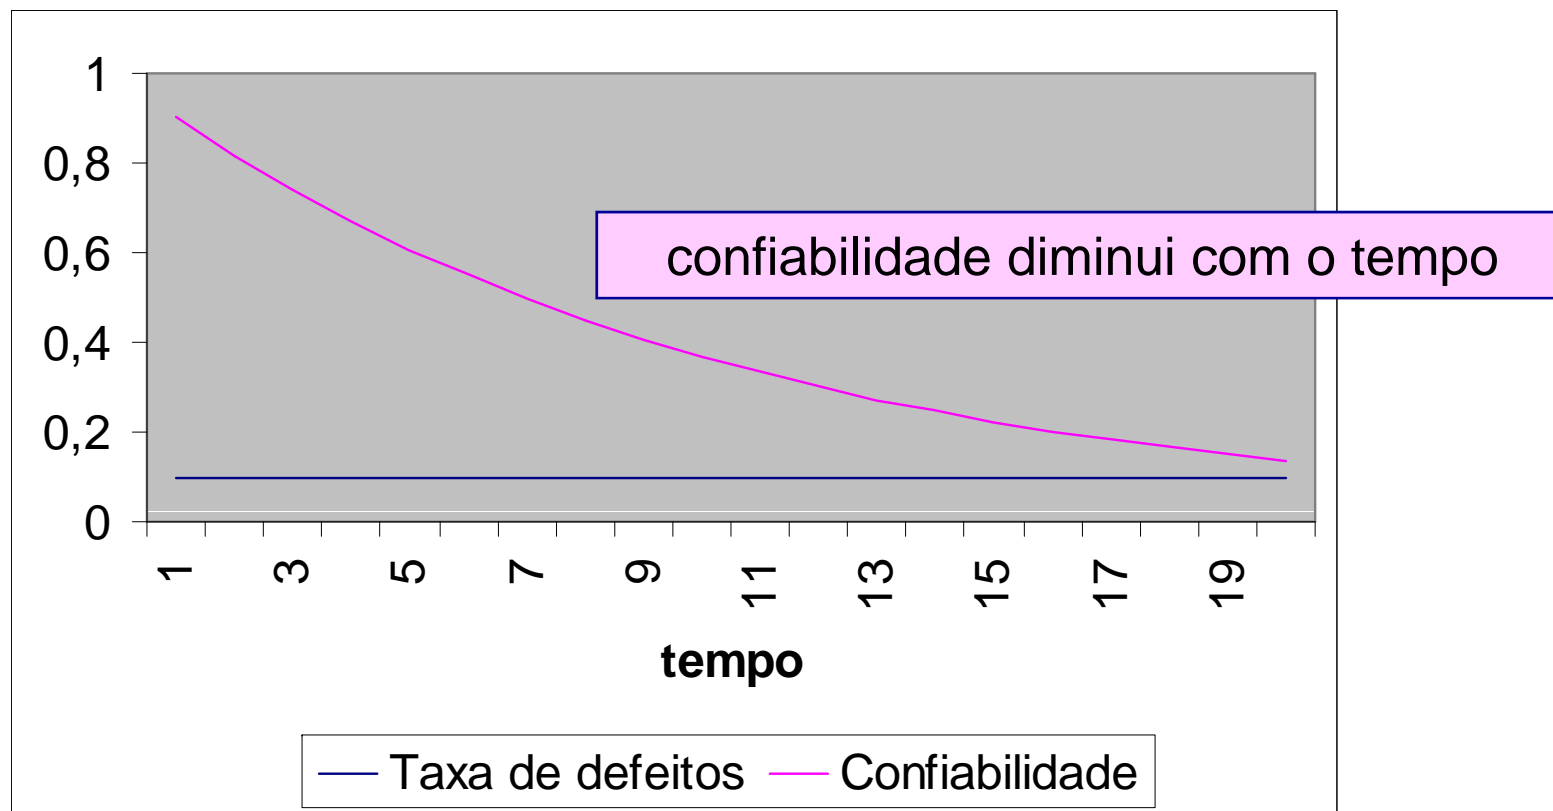 1
0,8
confiabilidade diminui com o tempo
0,6
0,4
0,2
0
1 3 5 7 9 11 13 15 17 19
tempo
Taxa de defeitos Confiabilidade